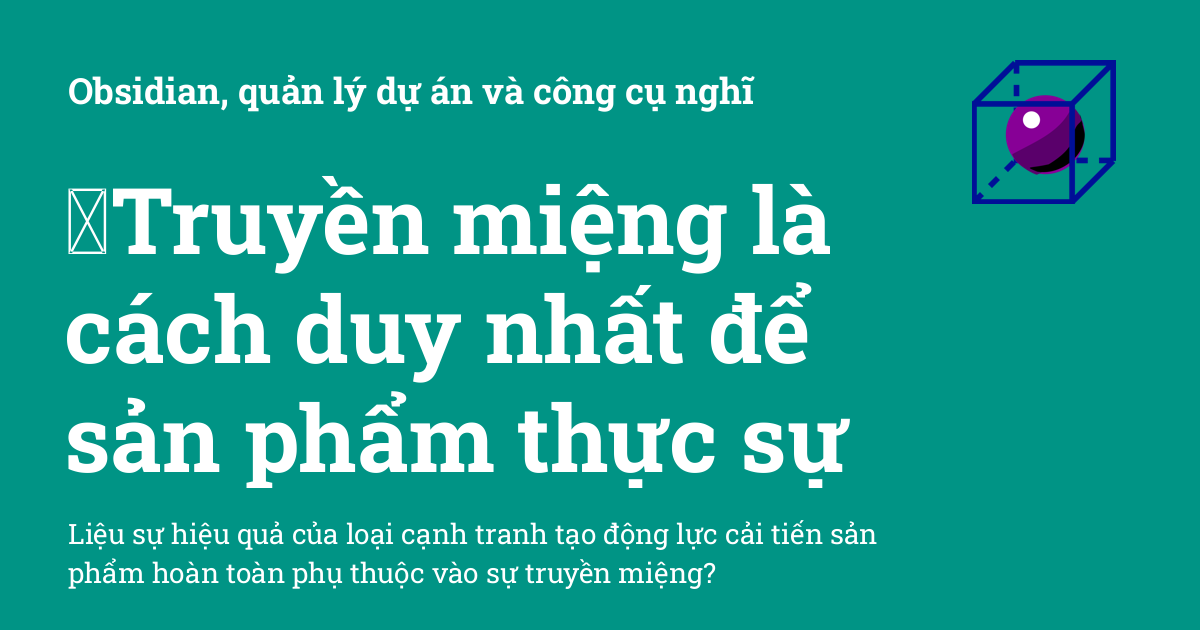 Obsidian, quản lý dự án và công cụ nghĩ
Truyền miệng là
cách duy nhất để
sản phẩm thực sự
Liệu sự hiệu quả của loại cạnh tranh tạo động lực cải tiến sản
phẩm hoàn toàn phụ thuộc vào sự truyền miệng?